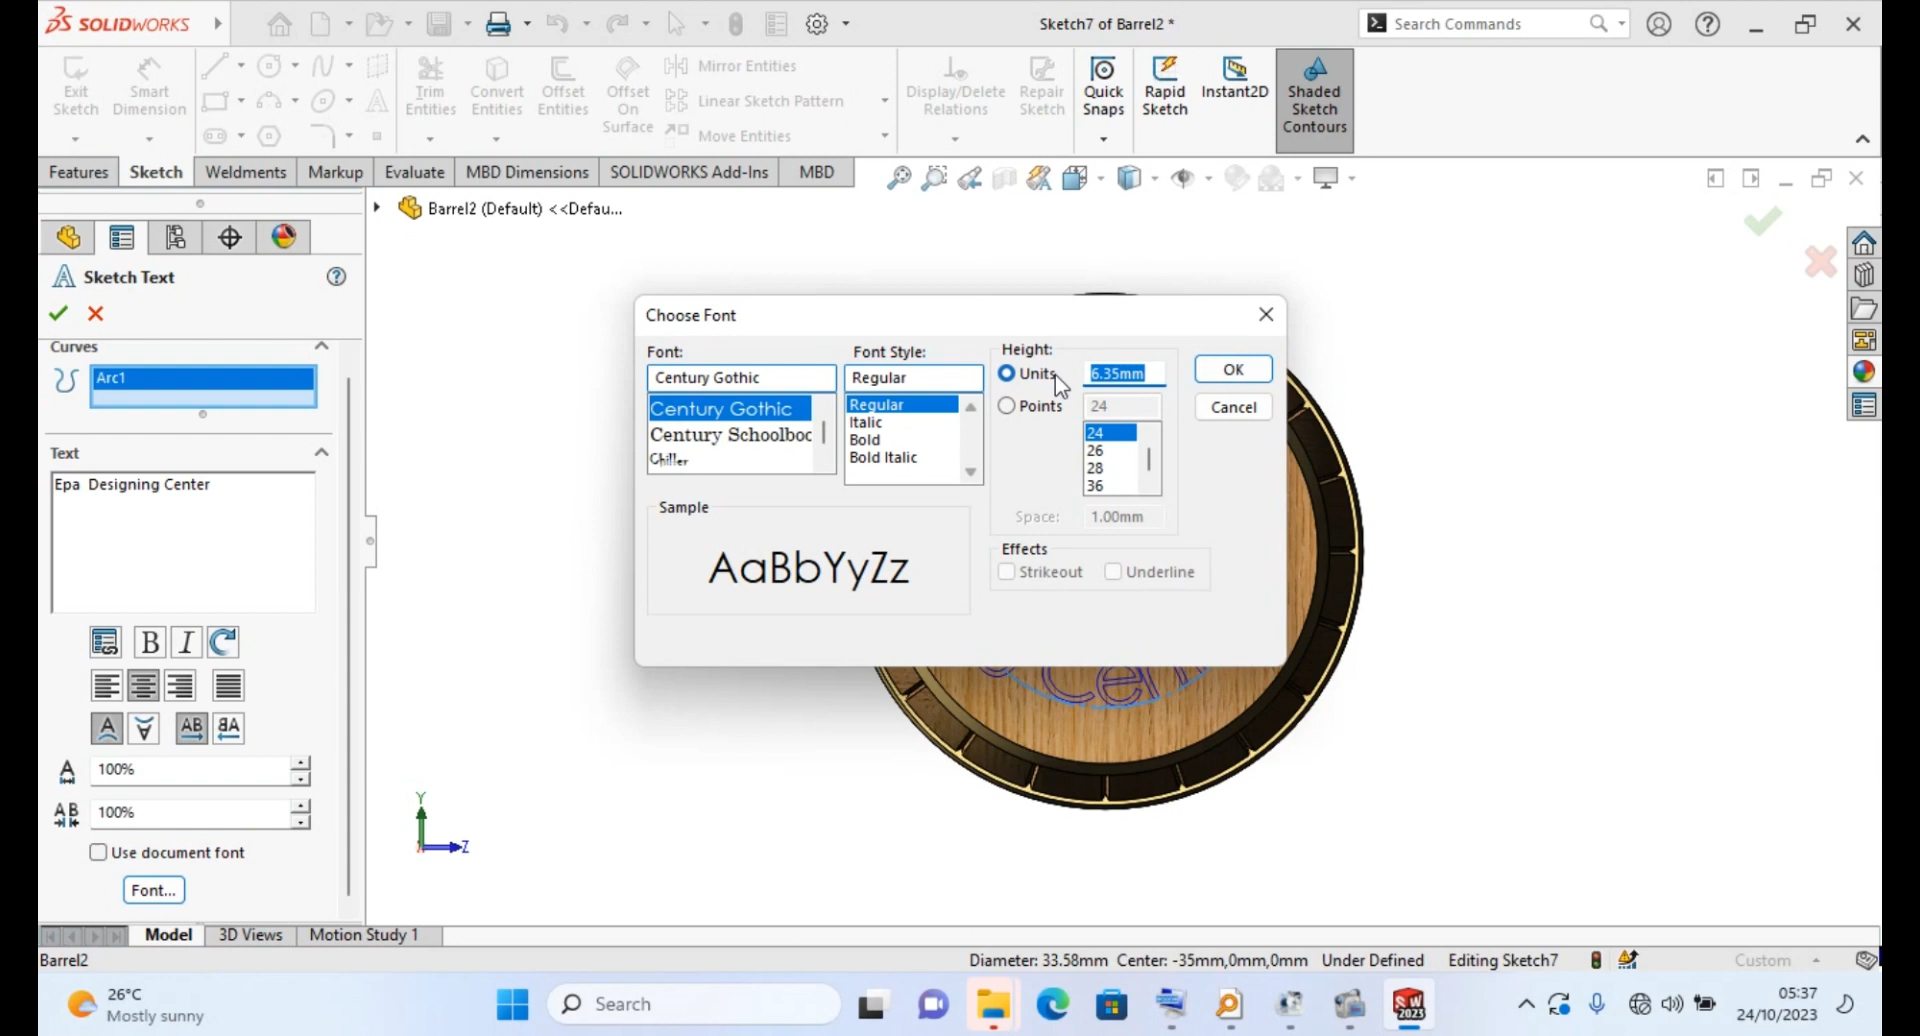 SOLIDWORKS
Sketch7 of Barrel2 *
Search Commands
Exit Sketch
Smart Dimension
Trim Entities
Convert Entities
Offset Entities
Offset On Surface
Mirror Entities
Linear Sketch Pattern
Move Entities
Display/Delete Relations
Repair Sketch
Quick Snaps
Rapid Sketch
Instant2D
Shaded Sketch Contours
Features
Sketch
Weldments
Markup
Evaluate
MBD Dimensions
SOLIDWORKS Add-Ins
MBD
Barrel2 (Default) <<Defau...
Sketch Text
Curves
Arc1
Text
Epa Designing Center
B I
AB
100%
AB
100%
Use document font
Font...
Choose Font
Font:
Century Gothic
Century Gothic
Century Schoolboo
Chiller
Font Style:
Regular
Regular
Italic
Bold
Bold Italic
Height:
Units
6.35mm
Points
24
24
26
28
36
Space:
1.00mm
OK
Cancel
Sample
AaBbYyZz
Effects
Strikeout
Underline
Cen
Y
Z
Model
3D Views
Motion Study 1
Barrel2
Diameter: 33.58mm Center: -35mm,0mm,0mm
Under Defined
Editing Sketch7
Custom
26°C
Mostly sunny
Search
SW 2023
05:37
24/10/2023